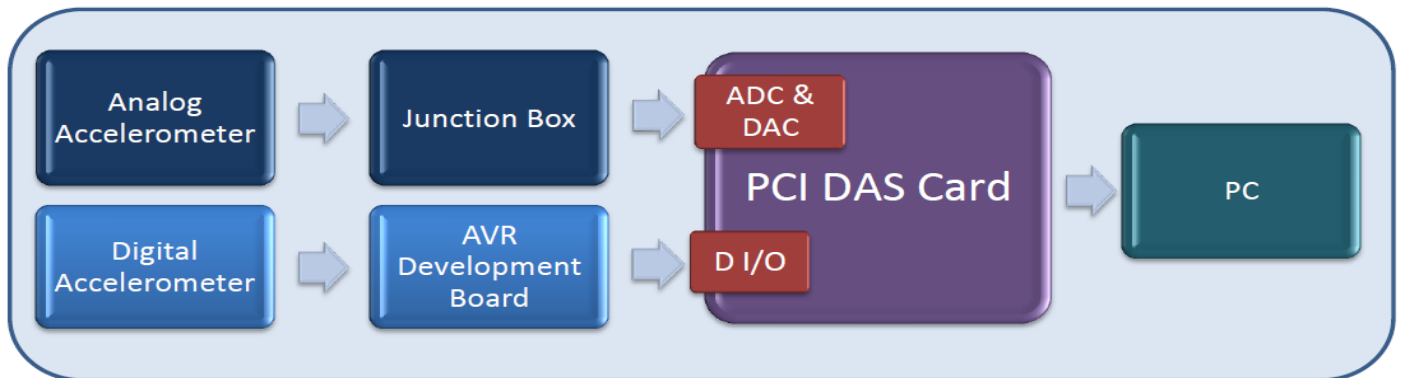 Analog
Accelerometer
Junction Box
ADC &
DAC
PCI DAS Card
PC
Digital
Accelerometer
AVR
Development
Board
D I/O